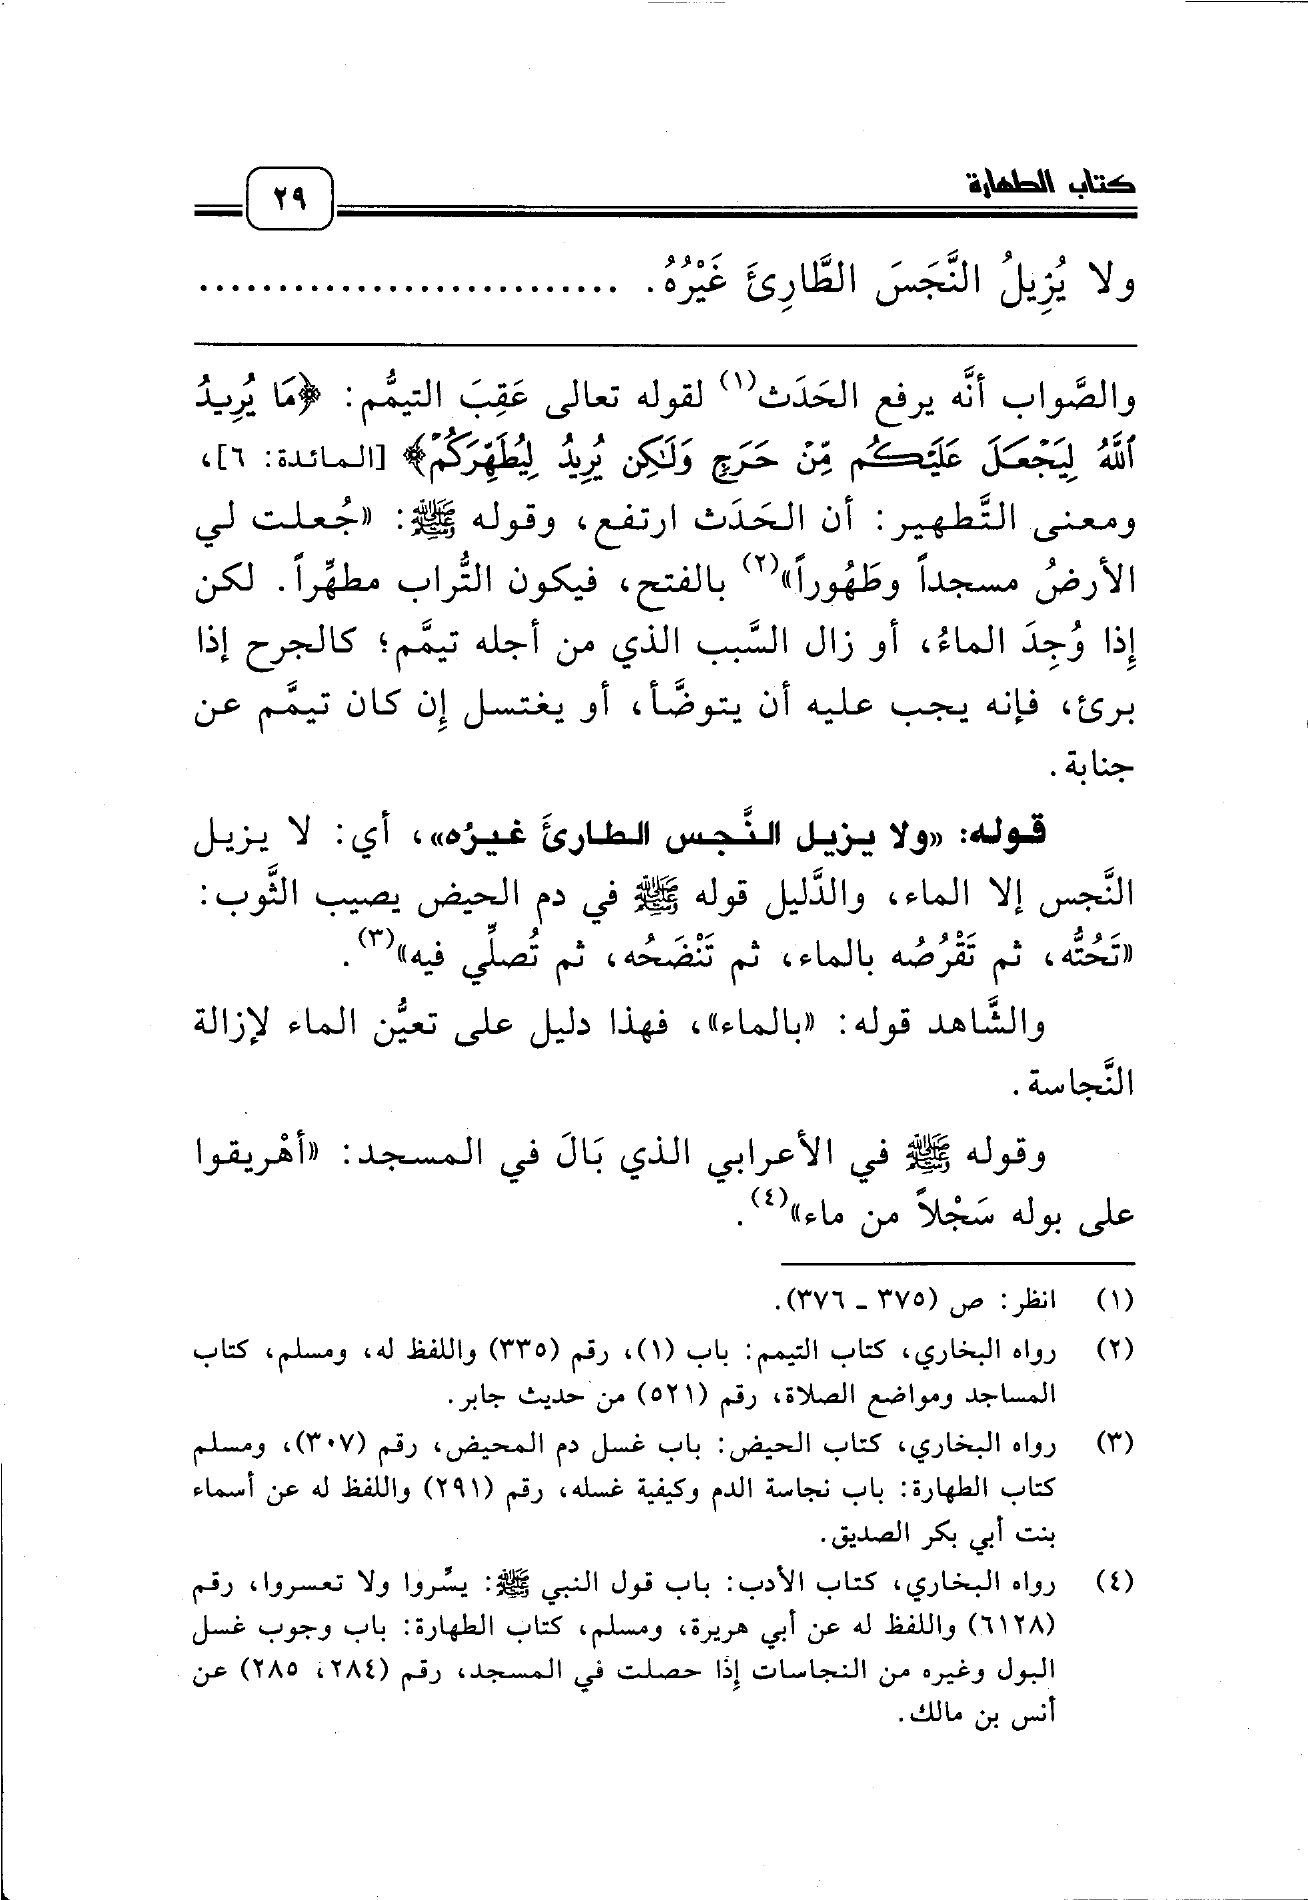 كتاب الطهارة
٢٩
ولا يُزِيلُ النَّجَسَ الطَّارِئَ غَيْرُهُ. ............................
والصَّواب أنَّه يرفع الحَدَث(١) لقوله تعالى عَقِبَ التيمُّم: ﴿مَا يُرِيدُ
ٱللَّهُ لِيَجْعَلَ عَلَيْكُم مِّنْ حَرَجٍ وَلَٰكِن يُرِيدُ لِيُطَهِّرَكُمْ﴾ [المائدة: ٦]،
ومعنى التَّطهير: أن الحَدَث ارتفع، وقوله ﷺ: «جُعلت لي
الأرضُ مسجداً وطَهُوراً»(٢) بالفتح، فيكون التُّراب مطهِّراً. لكن
إذا وُجِدَ الماءُ، أو زال السَّبب الذي من أجله تيمَّم؛ كالجرح إذا
برئ، فإنه يجب عليه أن يتوضَّأ، أو يغتسل إن كان تيمَّم عن
جنابة.
قوله: «ولا يزيل النَّجس الطارئَ غيرُه»، أي: لا يزيل
النَّجس إلا الماء، والدَّليل قوله ﷺ في دم الحيض يصيب الثَّوب:
«تَحُتُّه، ثم تَقْرُصُه بالماء، ثم تَنْضَحُه، ثم تُصلِّي فيه»(٣).
والشَّاهد قوله: «بالماء»، فهذا دليل على تعيُّن الماء لإزالة
النَّجاسة.
وقوله ﷺ في الأعرابي الذي بَالَ في المسجد: «أهْريقوا
على بوله سَجْلاً من ماء»(٤).
(١) انظر: ص (٣٧٥ ـ ٣٧٦).
(٢) رواه البخاري، كتاب التيمم: باب (١)، رقم (٣٣٥) واللفظ له، ومسلم، كتاب
المساجد ومواضع الصلاة، رقم (٥٢١) من حديث جابر.
(٣) رواه البخاري، كتاب الحيض: باب غسل دم المحيض، رقم (٣٠٧)، ومسلم
كتاب الطهارة: باب نجاسة الدم وكيفية غسله، رقم (٢٩١) واللفظ له عن أسماء
بنت أبي بكر الصديق.
(٤) رواه البخاري، كتاب الأدب: باب قول النبي ﷺ: يسِّروا ولا تعسروا، رقم
(٦١٢٨) واللفظ له عن أبي هريرة، ومسلم، كتاب الطهارة: باب وجوب غسل
البول وغيره من النجاسات إذا حصلت في المسجد، رقم (٢٨٤، ٢٨٥) عن
أنس بن مالك.